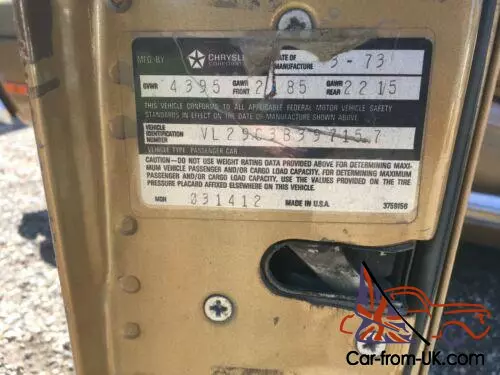 MFG. BY CHRYSLER CORPORATION DATE OF MANUFACTURE 3-73
GVWR 4395 GAWR FRONT 2185 GAWR REAR 2215
THIS VEHICLE CONFORMS TO ALL APPLICABLE FEDERAL MOTOR VEHICLE SAFETY
STANDARDS IN EFFECT ON THE DATE OF MANUFACTURE SHOWN ABOVE.
VEHICLE IDENTIFICATION NUMBER VL29G3B397157
VEHICLE TYPE: PASSENGER CAR
CAUTION—DO NOT USE WEIGHT RATING DATA PROVIDED ABOVE FOR DETERMINING MAXI-
MUM VEHICLE PASSENGER AND/OR CARGO LOAD CAPACITY. FOR DETERMINING MAXIMUM
PASSENGER AND/OR CARGO LOAD CAPACITY, USE THE VALUES PROVIDED ON THE TIRE
PRESSURE PLACARD AFFIXED ELSEWHERE ON THIS VEHICLE.
MDH 031412 MADE IN U.S.A. 3759156
Car-from-UK.com